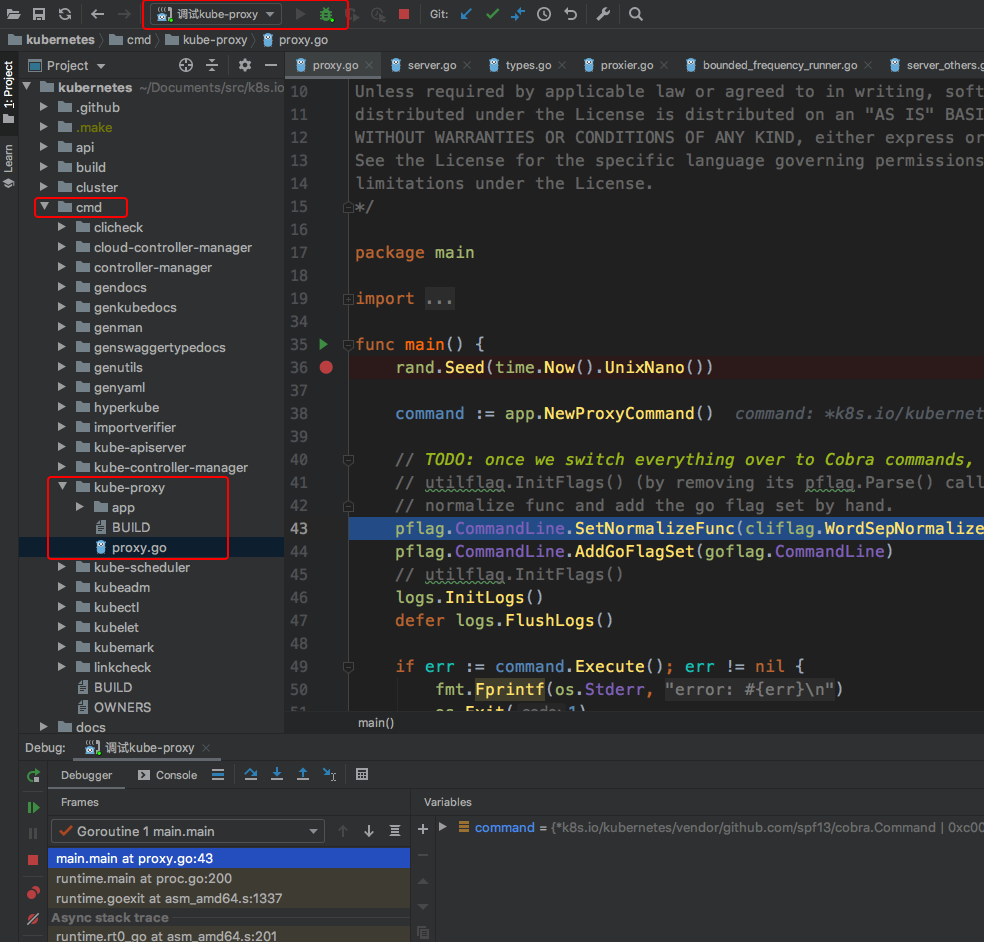 调试kube-proxy
Git:
kubernetes
cmd
kube-proxy
proxy.go
1: Project
Learn
Project
kubernetes ~/Documents/src/k8s.io
.github
.make
api
build
cluster
cmd
clicheck
cloud-controller-manager
controller-manager
gendocs
genkubedocs
genman
genswaggertypedocs
genutils
genyaml
hyperkube
importverifier
kube-apiserver
kube-controller-manager
kube-proxy
app
BUILD
proxy.go
kube-scheduler
kubeadm
kubectl
kubelet
kubemark
linkcheck
BUILD
OWNERS
docs
proxy.go
server.go
types.go
proxier.go
bounded_frequency_runner.go
server_others.g
10 Unless required by applicable law or agreed to in writing, soft
11 distributed under the License is distributed on an "AS IS" BASI
12 WITHOUT WARRANTIES OR CONDITIONS OF ANY KIND, either express or
13 See the License for the specific language governing permissions
14 limitations under the License.
15 */
16
17 package main
18
19 import ...
34
35 func main() {
36 rand.Seed(time.Now().UnixNano())
37
38 command := app.NewProxyCommand() command: *k8s.io/kubernet
39
40 // TODO: once we switch everything over to Cobra commands,
41 // utilflag.InitFlags() (by removing its pflag.Parse() call
42 // normalize func and add the go flag set by hand.
43 pflag.CommandLine.SetNormalizeFunc(cliflag.WordSepNormalize
44 pflag.CommandLine.AddGoFlagSet(goflag.CommandLine)
45 // utilflag.InitFlags()
46 logs.InitLogs()
47 defer logs.FlushLogs()
48
49 if err := command.Execute(); err != nil {
50 fmt.Fprintf(os.Stderr, "error: #{err}\n")
51 os.Exit( code: 1)
main()
Debug: 调试kube-proxy
Debugger
Console
Frames
Goroutine 1 main.main
main.main at proxy.go:43
runtime.main at proc.go:200
runtime.goexit at asm_amd64.s:1337
Async stack trace
runtime.rt0_go at asm_amd64.s:201
Variables
command = {*k8s.io/kubernetes/vendor/github.com/spf13/cobra.Command | 0xc00